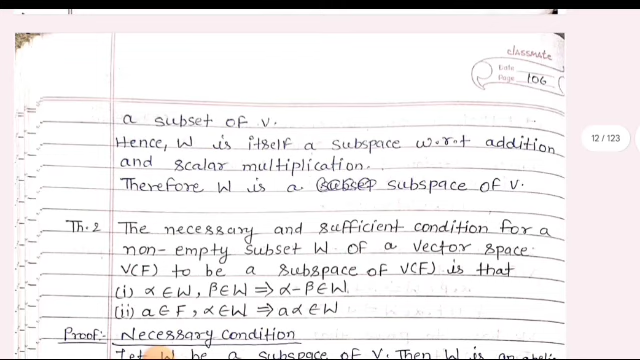 classmate
Date
Page 106
a subset of V.
Hence, W is itself a subspace w.r.t addition
and scalar multiplication.
Therefore W is a subspace of V.
12 / 123
Th.2 The necessary and sufficient condition for a
non-empty subset W of a vector space
V(F) to be a subspace of V(F) is that
(i) α∈W, β∈W ⟹ α-β∈W
(ii) a∈F, α∈W ⟹ aα∈W
Proof:- Necessary Condition
Let W be a subspace of V. Then W is an